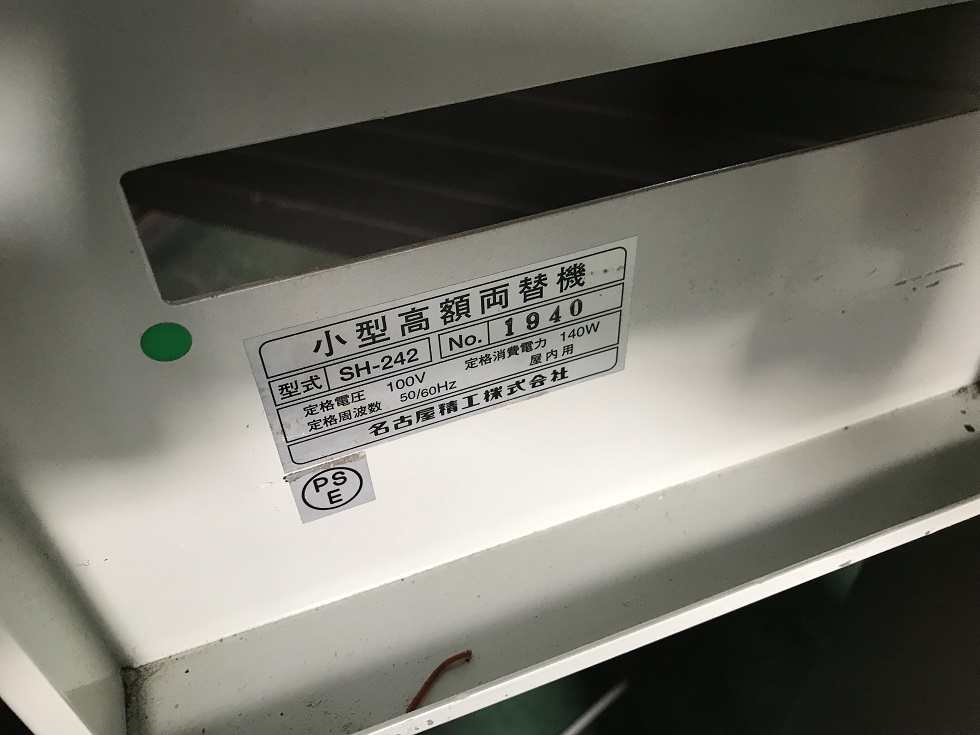 小型高額両替機
型式 SH-242 No. 1940
定格電圧 100V 定格消費電力 140W
定格周波数 50/60Hz 屋内用
名古屋精工株式会社
PS
E